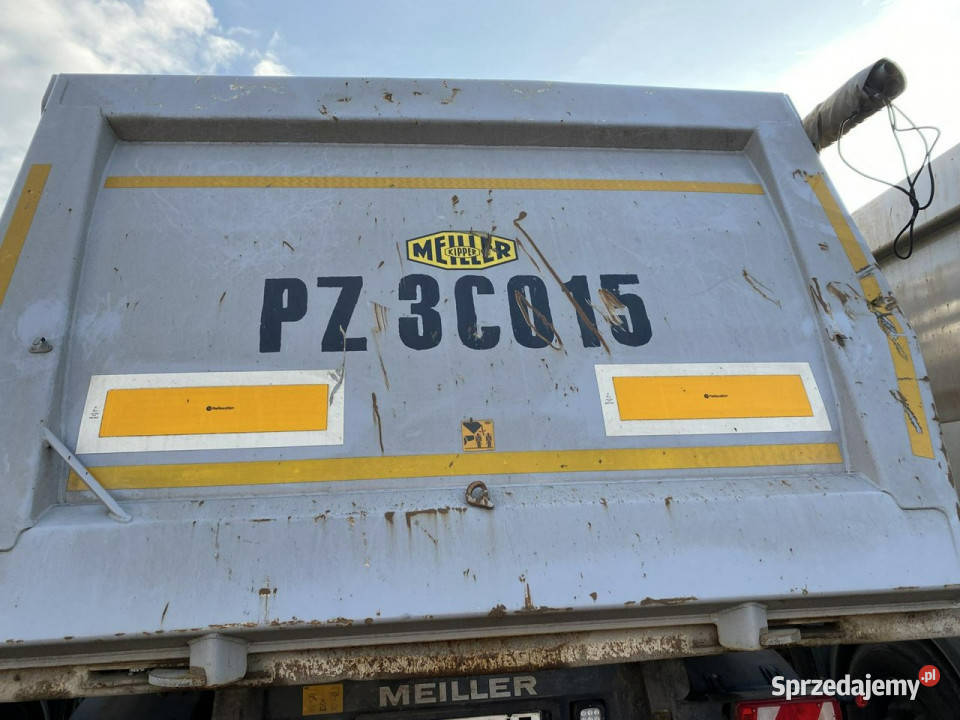 MEILLER
KIPPER
PZ 3C015
MEILLER
Sprzedajemy.pl